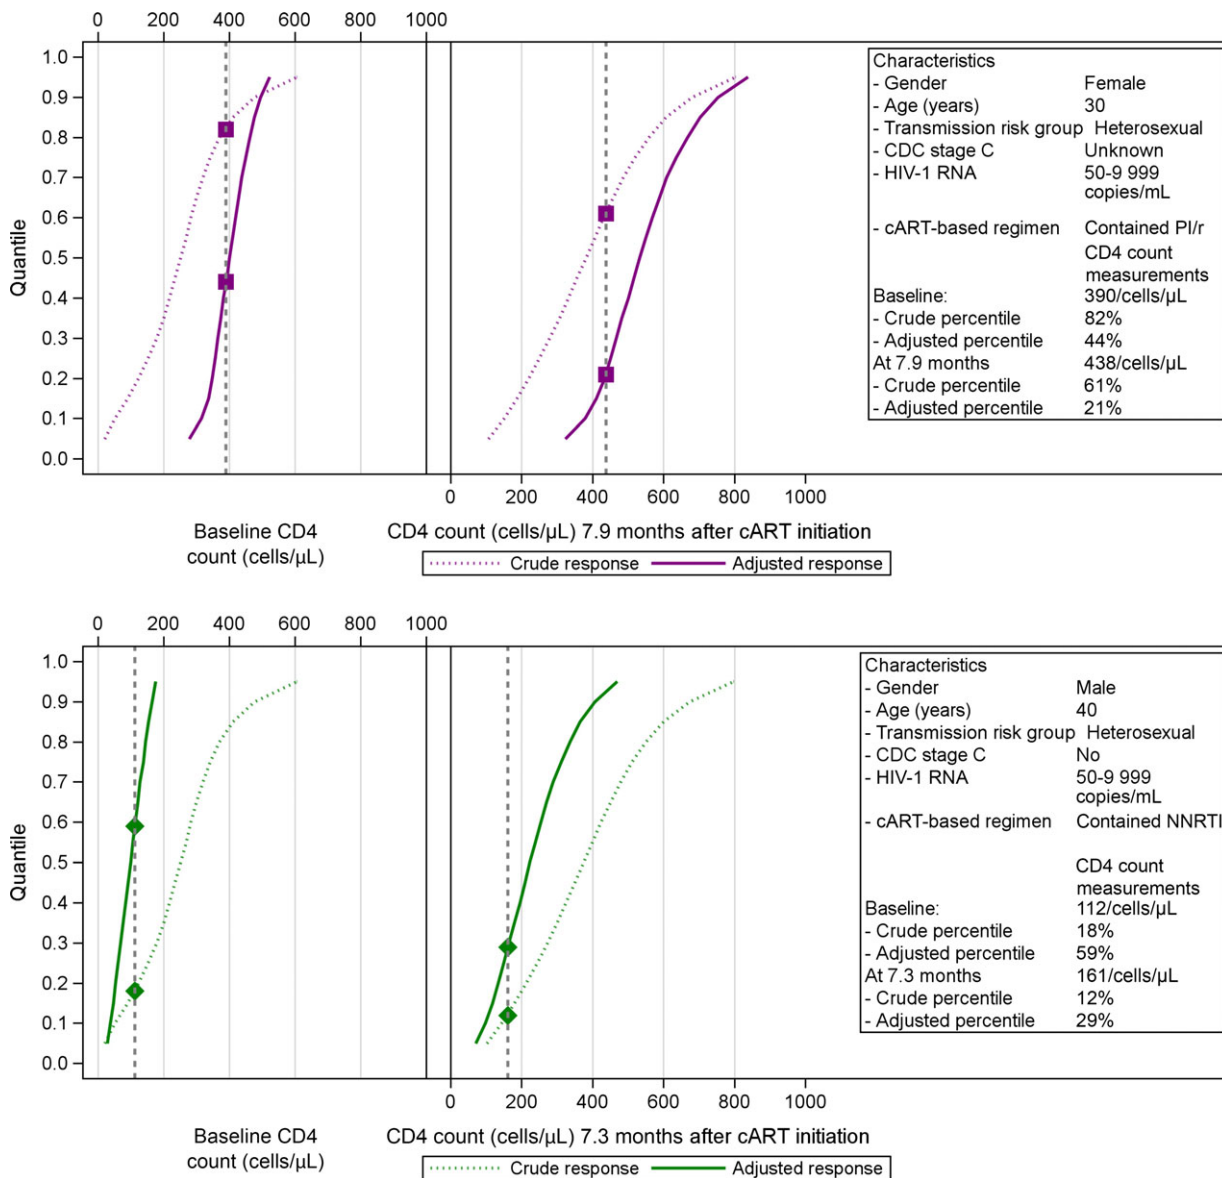 0 200 400 600 1000
0 200 400 600 800 1000
Quantile
1.0
0.9
0.8
0.7
0.6
0.5
0.4
0.3
0.2
0.1
0.0
Characteristics
- Gender Female
- Age (years) 30
- Transmission risk group Heterosexual
- CDC stage C Unknown
- HIV-1 RNA 50-9 999
copies/mL
- cART-based regimen Contained PI/r
CD4 count
measurements
Baseline: 390/cells/µL
- Crude percentile 82%
- Adjusted percentile 44%
At 7.9 months 438/cells/µL
- Crude percentile 61%
- Adjusted percentile 21%
Baseline CD4
count (cells/µL)
CD4 count (cells/µL) 7.9 months after cART initiation
Crude response Adjusted response
0 200 400 600 1000
0 200 400 600 800 1000
Quantile
1.0
0.9
0.8
0.7
0.6
0.5
0.4
0.3
0.2
0.1
0.0
Characteristics
- Gender Male
- Age (years) 40
- Transmission risk group Heterosexual
- CDC stage C No
- HIV-1 RNA 50-9 999
copies/mL
- cART-based regimen Contained NNRTI
CD4 count
measurements
Baseline: 112/cells/µL
- Crude percentile 18%
- Adjusted percentile 59%
At 7.3 months 161/cells/µL
- Crude percentile 12%
- Adjusted percentile 29%
Baseline CD4
count (cells/µL)
CD4 count (cells/µL) 7.3 months after cART initiation
Crude response Adjusted response